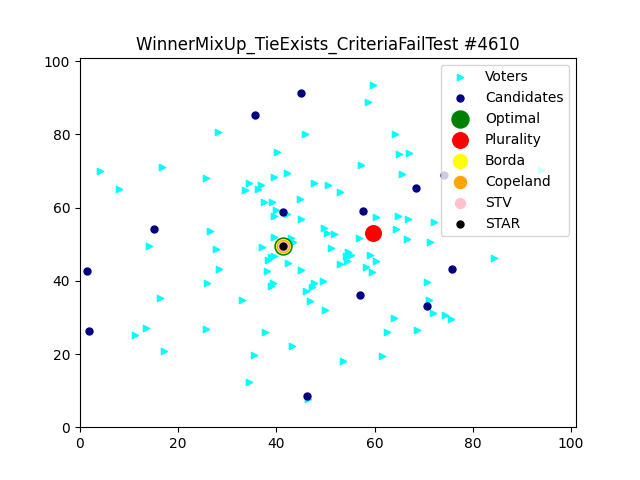 WinnerMixUp_TieExists_CriteriaFailTest #4610
100
80
60
40
20
0
0 20 40 60 80 100
Voters
Candidates
Optimal
Plurality
Borda
Copeland
STV
STAR